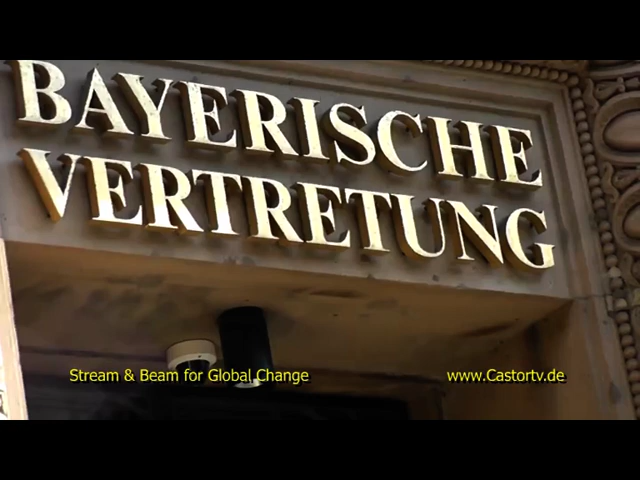 BAYERISCHE
VERTRETUNG
Stream & Beam for Global Change
www.Castortv.de